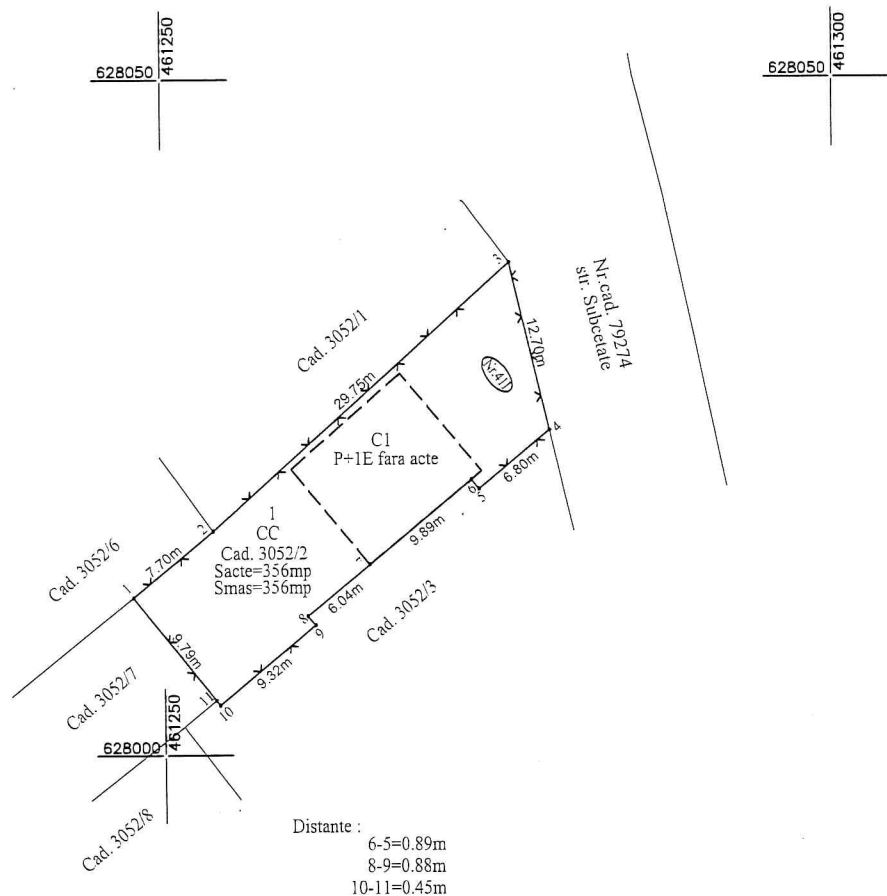 628050
461250
628050
461300
3
Nr.cad. 79274
str. Subcetate
Cad. 3052/1
12.70m
29.75m
Nr.411
4
C1
P+1E fara acte
6.80m
6
5
9.89m
1
CC
Cad. 3052/2
Sacte=356mp
Smas=356mp
2
7.70m
Cad. 3052/6
1
7
6.04m
Cad. 3052/3
8
9
9.79m
9.32m
Cad. 3052/7
11
10
461250
628000
Cad. 3052/8
Distante :
6-5=0.89m
8-9=0.88m
10-11=0.45m